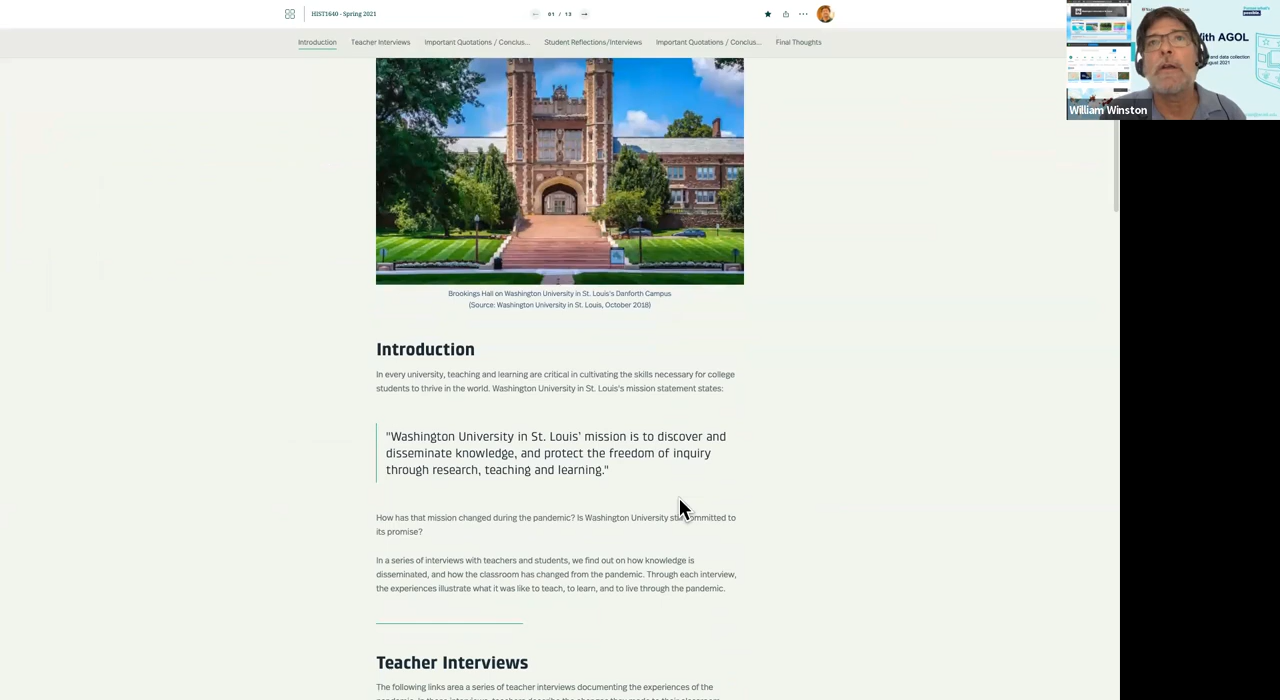 HIST1640 - Spring 2021
01 / 13
Introduction
Teacher Interviews
Important Quotations / Conclus...
Student Reflections/Interviews
Important Quotations / Conclus...
Final Thoughts
With AGOL
and data collection
ugust 2021
William Winston
Brookings Hall on Washington University in St. Louis's Danforth Campus
(Source: Washington University in St. Louis, October 2018)
Introduction
In every university, teaching and learning are critical in cultivating the skills necessary for college
students to thrive in the world. Washington University in St. Louis's mission statement states:
"Washington University in St. Louis' mission is to discover and
disseminate knowledge, and protect the freedom of inquiry
through research, teaching and learning."
How has that mission changed during the pandemic? Is Washington University committed to
its promise?
In a series of interviews with teachers and students, we find out on how knowledge is
disseminated, and how the classroom has changed from the pandemic. Through each interview,
the experiences illustrate what it was like to teach, to learn, and to live through the pandemic.
Teacher Interviews
The following links area a series of teacher interviews documenting the experiences of the